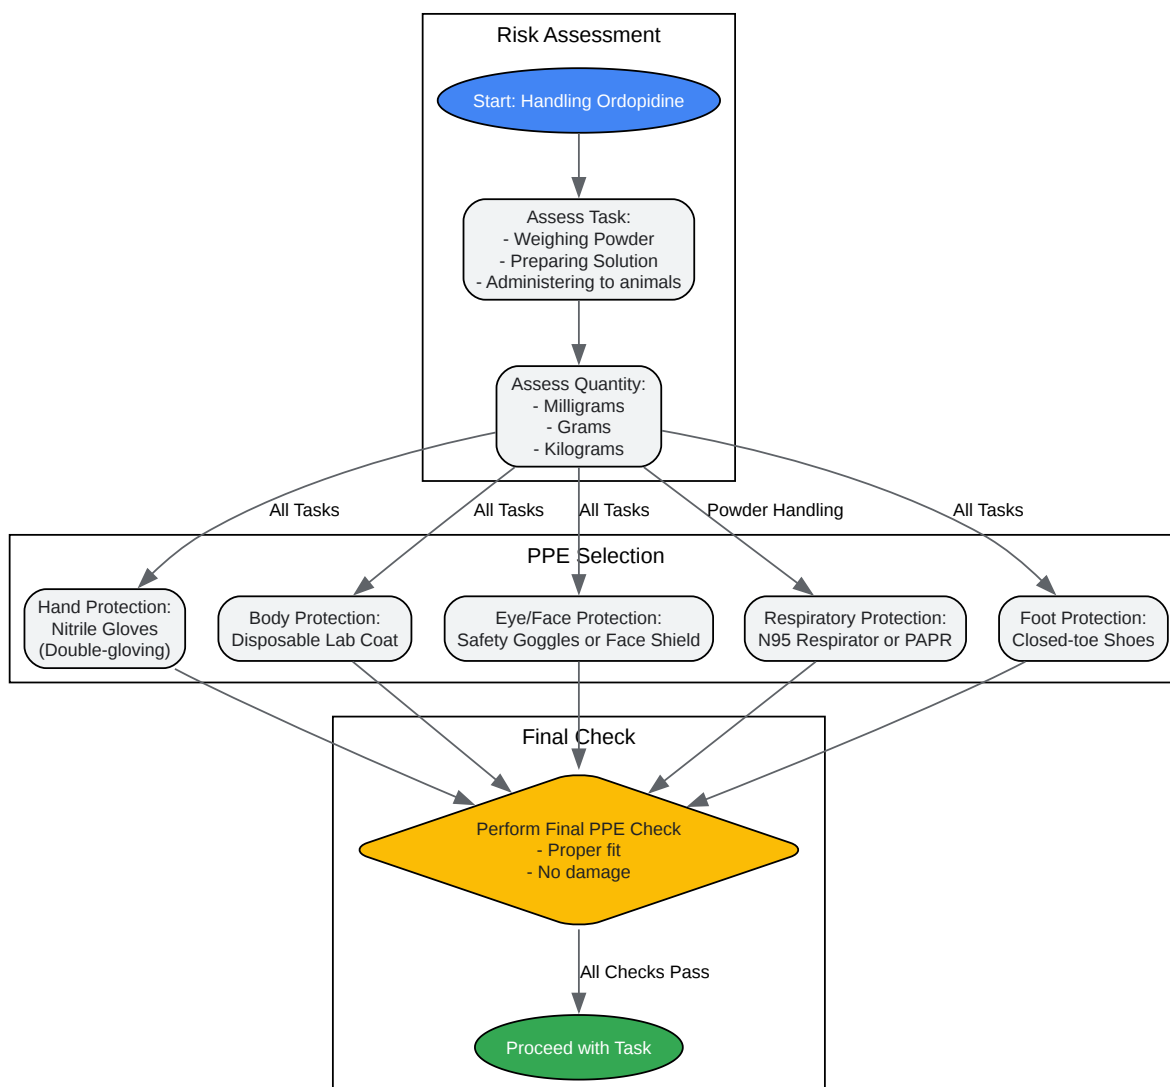 Risk Assessment
Start: Handling Ordopidine
Assess Task:
- Weighing Powder
- Preparing Solution
- Administering to animals
Assess Quantity:
- Milligrams
- Grams
- Kilograms
All Tasks
All Tasks
All Tasks
Powder Handling
All Tasks
PPE Selection
Hand Protection:
Nitrile Gloves
(Double-gloving)
Body Protection:
Disposable Lab Coat
Eye/Face Protection:
Safety Goggles or Face Shield
Respiratory Protection:
N95 Respirator or PAPR
Foot Protection:
Closed-toe Shoes
Final Check
Perform Final PPE Check
- Proper fit
- No damage
All Checks Pass
Proceed with Task